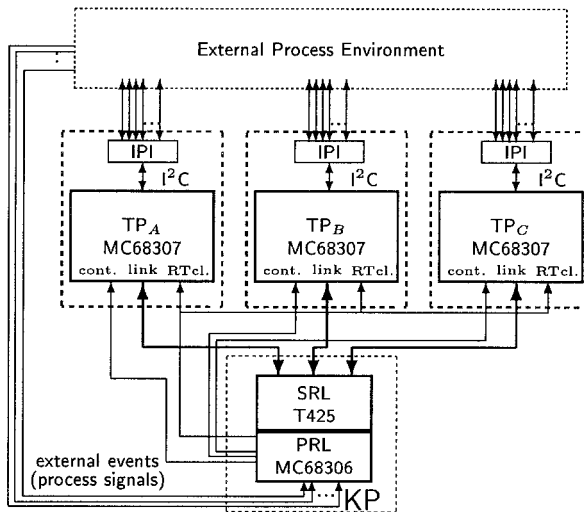 External Process Environment
IPI IPI IPI
I²C I²C I²C
TP_A TP_B TP_C
MC68307 MC68307 MC68307
cont. link RTcl. cont. link RTcl. cont. link RTcl.
SRL
T425
PRL
MC68306
external events
(process signals)
KP